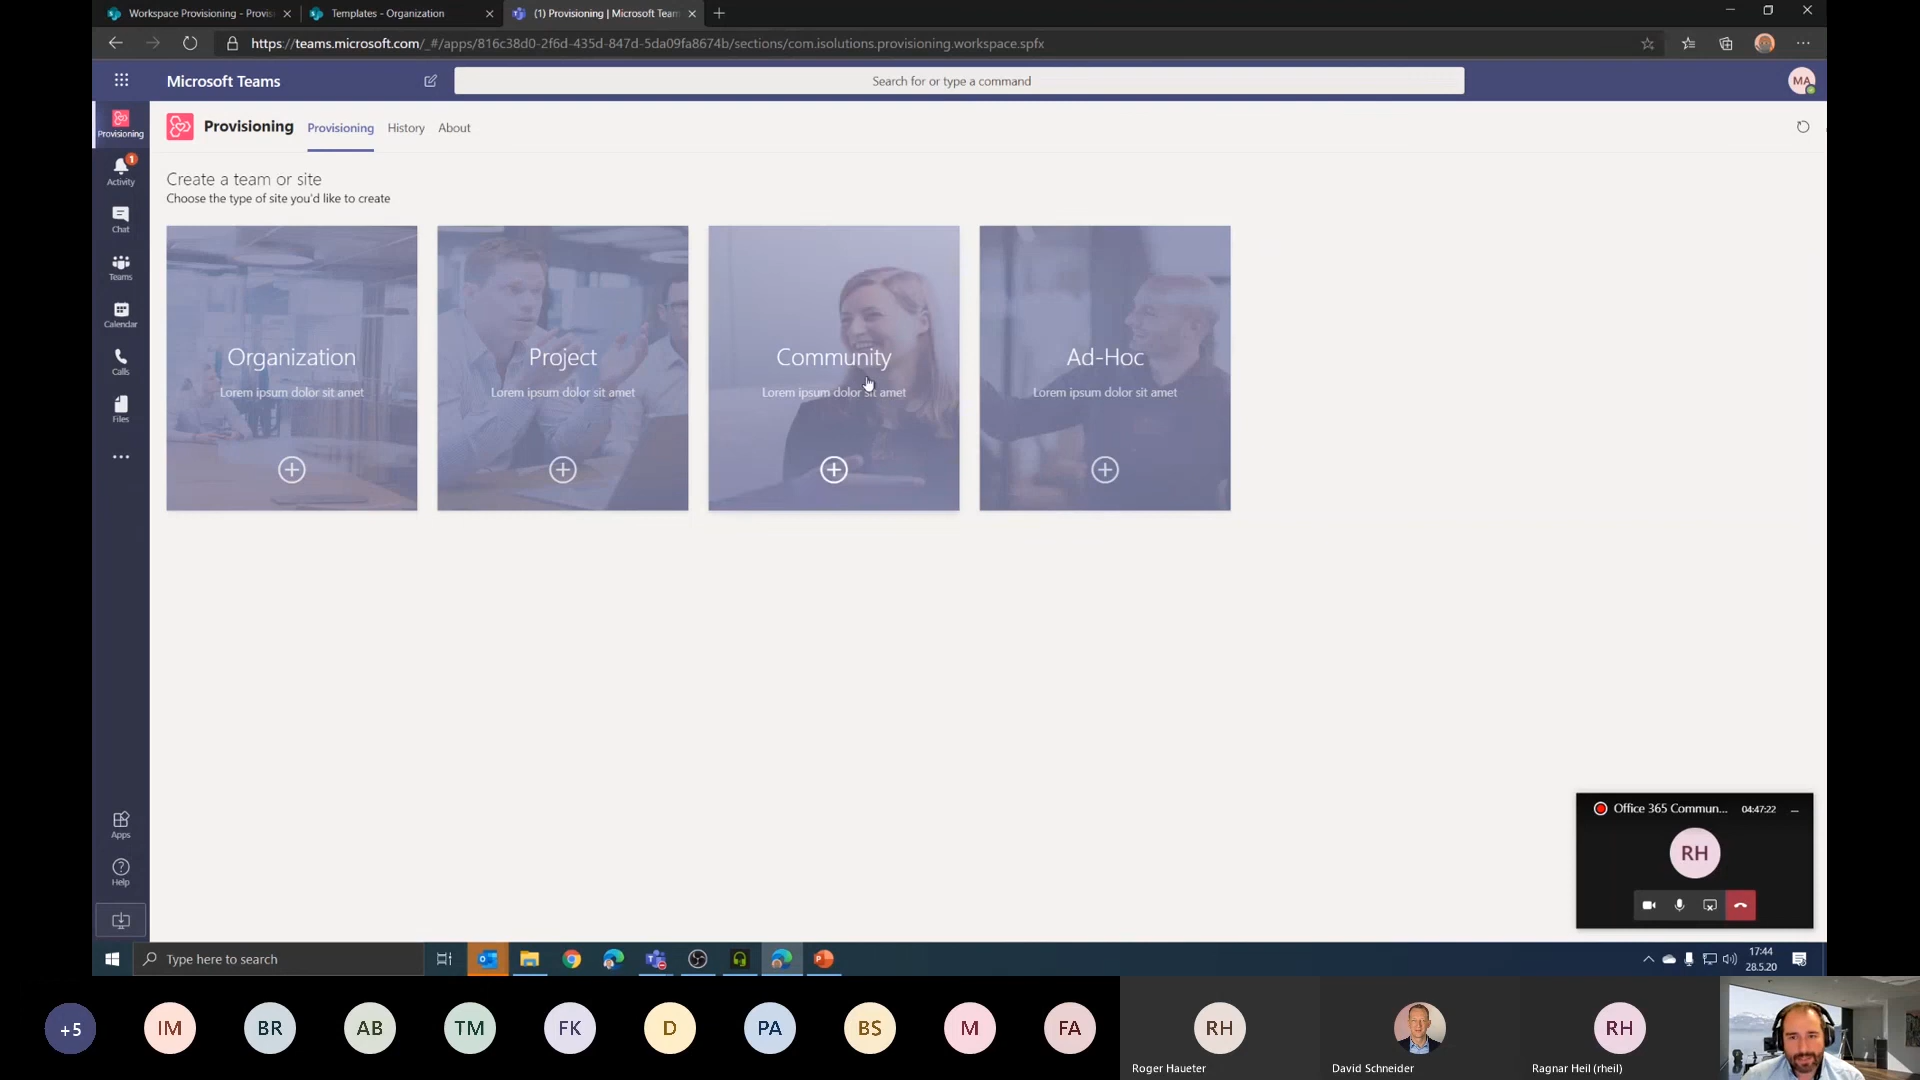 Workspace Provisioning - Provis
Templates - Organization
(1) Provisioning | Microsoft Team
https://teams.microsoft.com/_#/apps/816c38d0-2f6d-435d-847d-5da09fa8674b/sections/com.isolutions.provisioning.workspace.spfx
Microsoft Teams
Search for or type a command
MA
Provisioning
Provisioning
Provisioning
History
About
1
Activity
Chat
Teams
Calendar
Calls
Files
Create a team or site
Choose the type of site you'd like to create
Organization
Lorem ipsum dolor sit amet
Project
Lorem ipsum dolor sit amet
Community
Lorem ipsum dolor sit amet
Ad-Hoc
Lorem ipsum dolor sit amet
Apps
Help
Office 365 Commun...
04:47:22
RH
Type here to search
17:44
28.5.20
+5
IM
BR
AB
TM
FK
D
PA
BS
M
FA
RH
Roger Haueter
David Schneider
RH
Ragnar Heil (rheil)